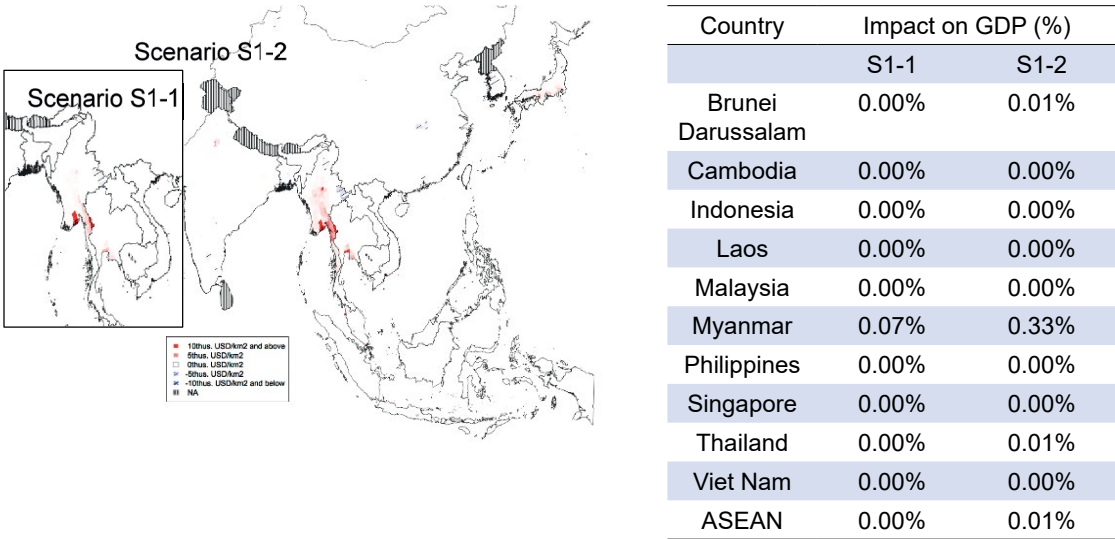 Scenario S1-2
Scenario S1-1
10thus. USD/km2 and above
5thus. USD/km2
0thus. USD/km2
-5thus. USD/km2
-10thus. USD/km2 and below
NA
Country Impact on GDP (%)
S1-1 S1-2
Brunei Darussalam 0.00% 0.01%
Cambodia 0.00% 0.00%
Indonesia 0.00% 0.00%
Laos 0.00% 0.00%
Malaysia 0.00% 0.00%
Myanmar 0.07% 0.33%
Philippines 0.00% 0.00%
Singapore 0.00% 0.00%
Thailand 0.00% 0.01%
Viet Nam 0.00% 0.00%
ASEAN 0.00% 0.01%